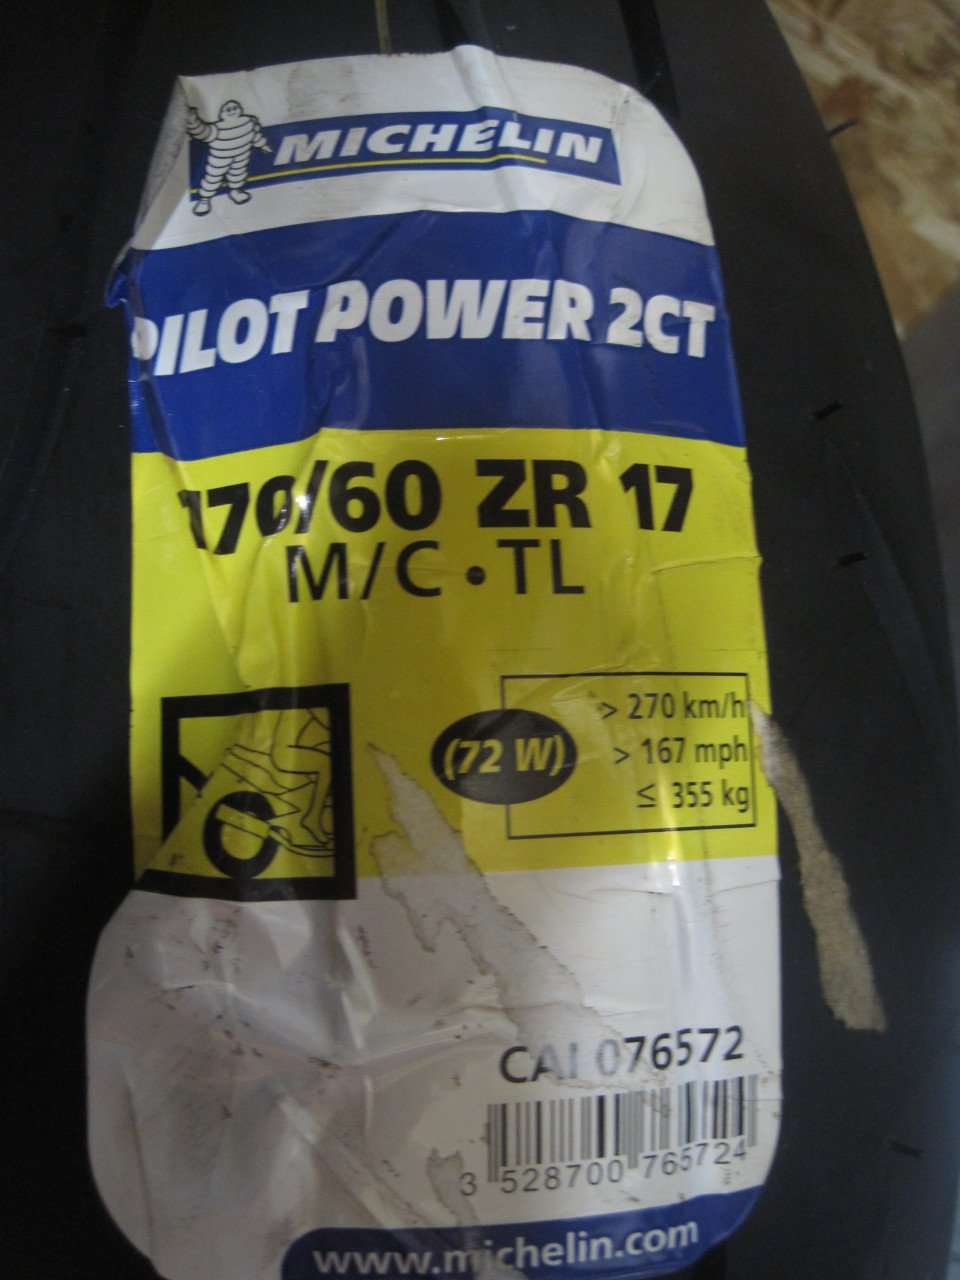 MICHELIN
PILOT POWER 2CT
170/60 ZR 17
M/C • TL
(72 W)
> 270 km/h
> 167 mph
≤ 355 kg
CAI 076572
3 528700 765724
www.michelin.com